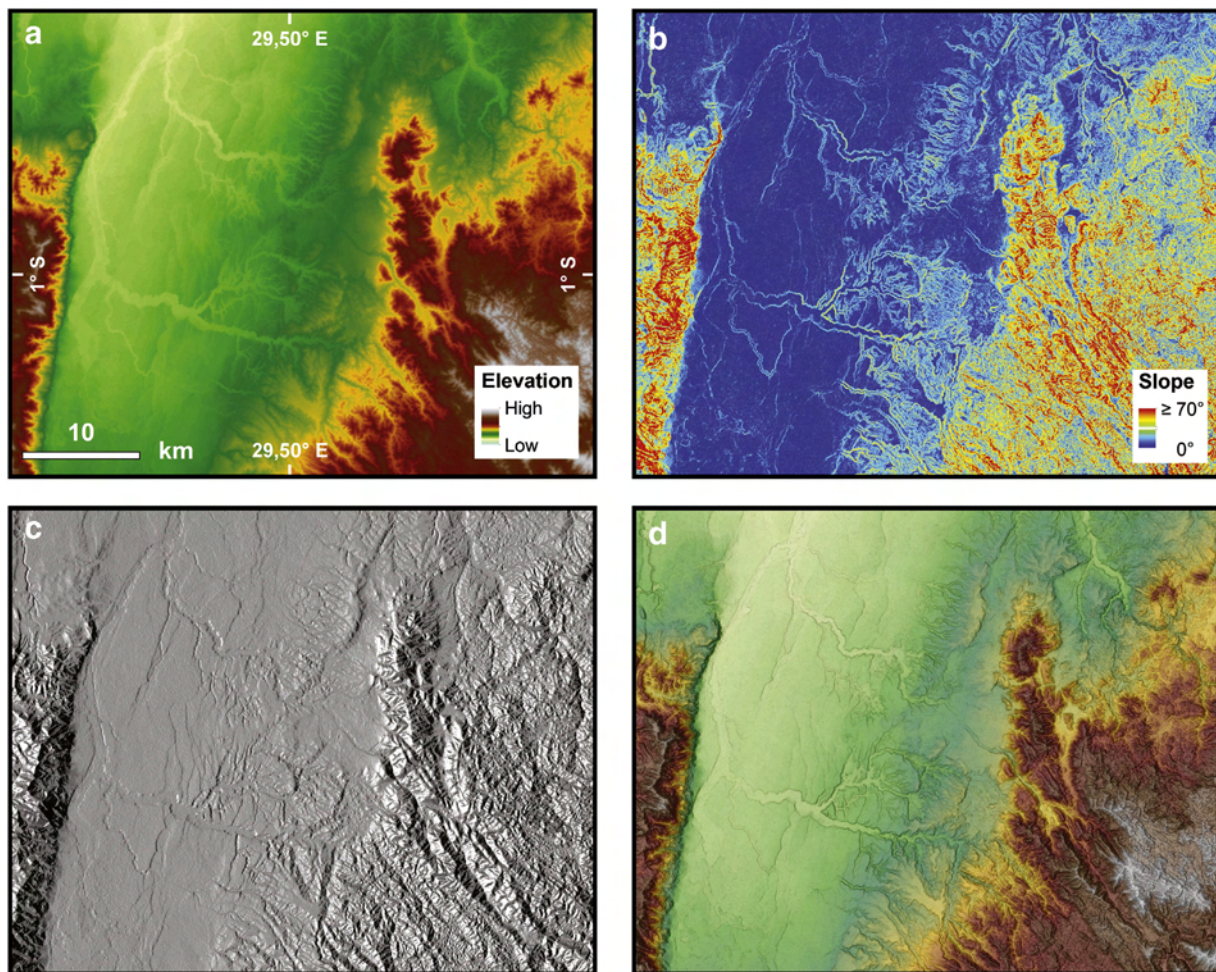 a
29,50° E
1° S
1° S
Elevation
High
Low
10
km
29,50° E
b
Slope
≥ 70°
0°
c
d